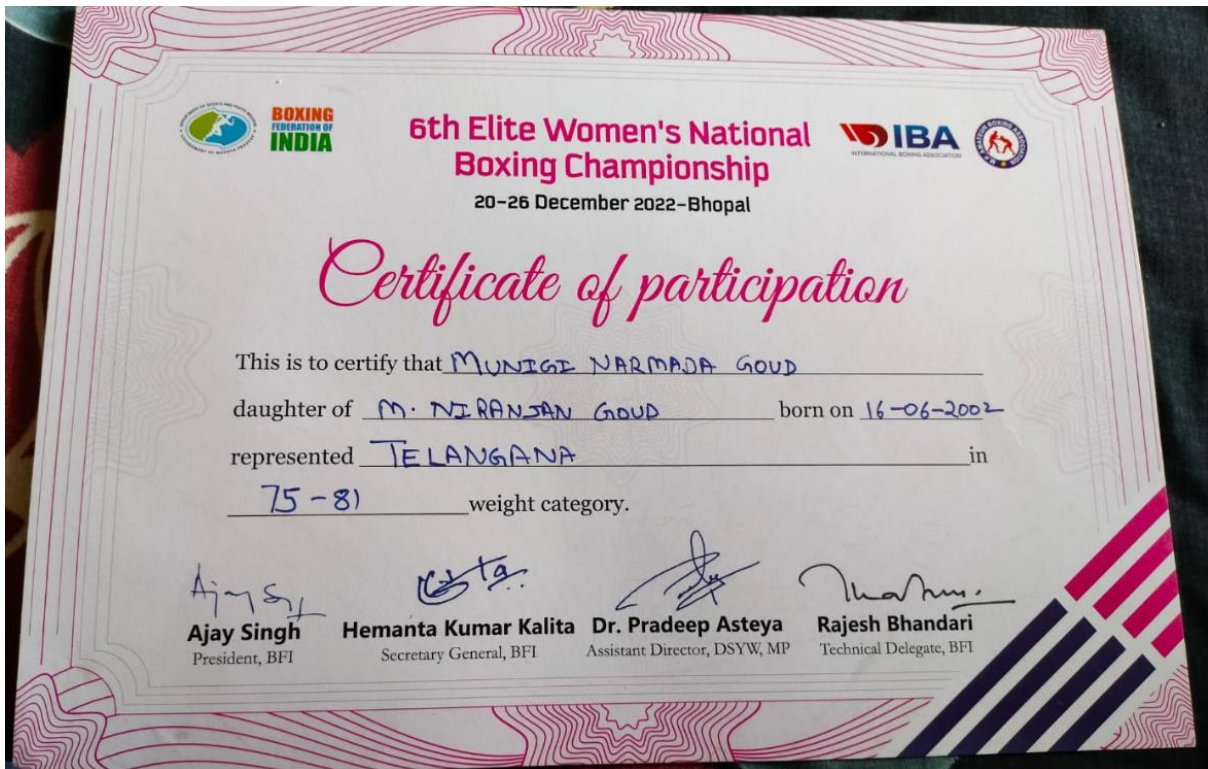 BOXING
FEDERATION OF
INDIA
6th Elite Women's National
Boxing Championship
20-26 December 2022-Bhopal
IBA
INTERNATIONAL BOXING ASSOCIATION
Certificate of participation
This is to certify that MUNIGI NARMADA GOUD
daughter of M. NIRANJAN GOUD born on 16-06-2002
represented TELANGANA in
75-81 weight category.
Ajay Singh
Hemanta Kumar Kalita
Dr. Pradeep Asteya
Rajesh Bhandari
President, BFI
Secretary General, BFI
Assistant Director, DSYW, MP
Technical Delegate, BFI